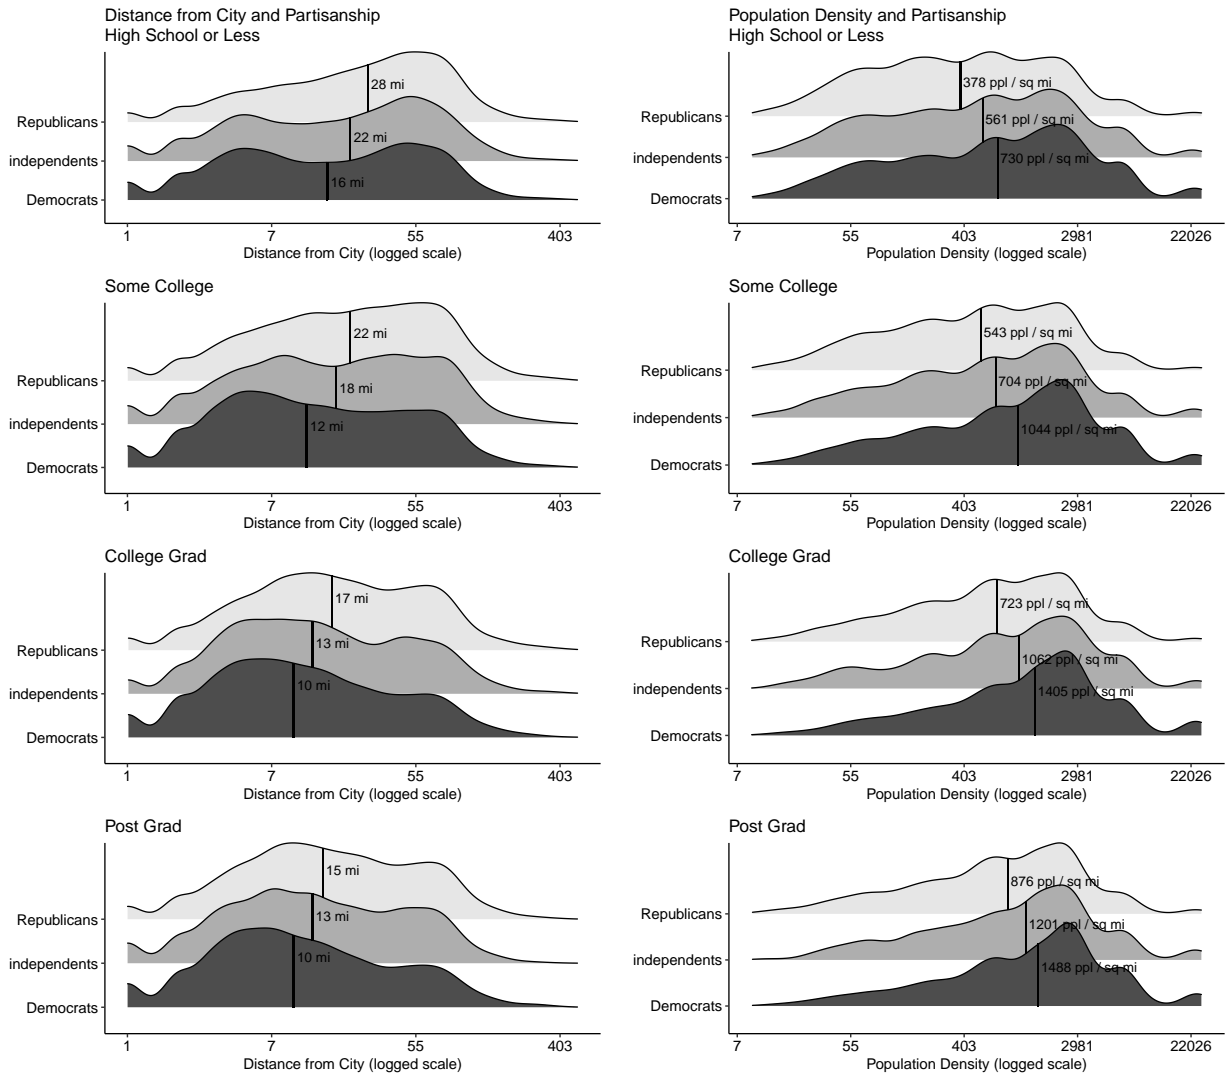 Distance from City and Partisanship
High School or Less
28 mi
Republicans
22 mi
independents
16 mi
Democrats
1 7 55 403
Distance from City (logged scale)
Population Density and Partisanship
High School or Less
378 ppl / sq mi
Republicans
561 ppl / sq mi
independents
730 ppl / sq mi
Democrats
7 55 403 2981 22026
Population Density (logged scale)
Some College
22 mi
Republicans
18 mi
independents
12 mi
Democrats
1 7 55 403
Distance from City (logged scale)
Some College
543 ppl / sq mi
Republicans
704 ppl / sq mi
independents
1044 ppl / sq mi
Democrats
7 55 403 2981 22026
Population Density (logged scale)
College Grad
17 mi
Republicans
13 mi
independents
10 mi
Democrats
1 7 55 403
Distance from City (logged scale)
College Grad
723 ppl / sq mi
Republicans
1062 ppl / sq mi
independents
1405 ppl / sq mi
Democrats
7 55 403 2981 22026
Population Density (logged scale)
Post Grad
15 mi
Republicans
13 mi
independents
10 mi
Democrats
1 7 55 403
Distance from City (logged scale)
Post Grad
876 ppl / sq mi
Republicans
1201 ppl / sq mi
independents
1488 ppl / sq mi
Democrats
7 55 403 2981 22026
Population Density (logged scale)